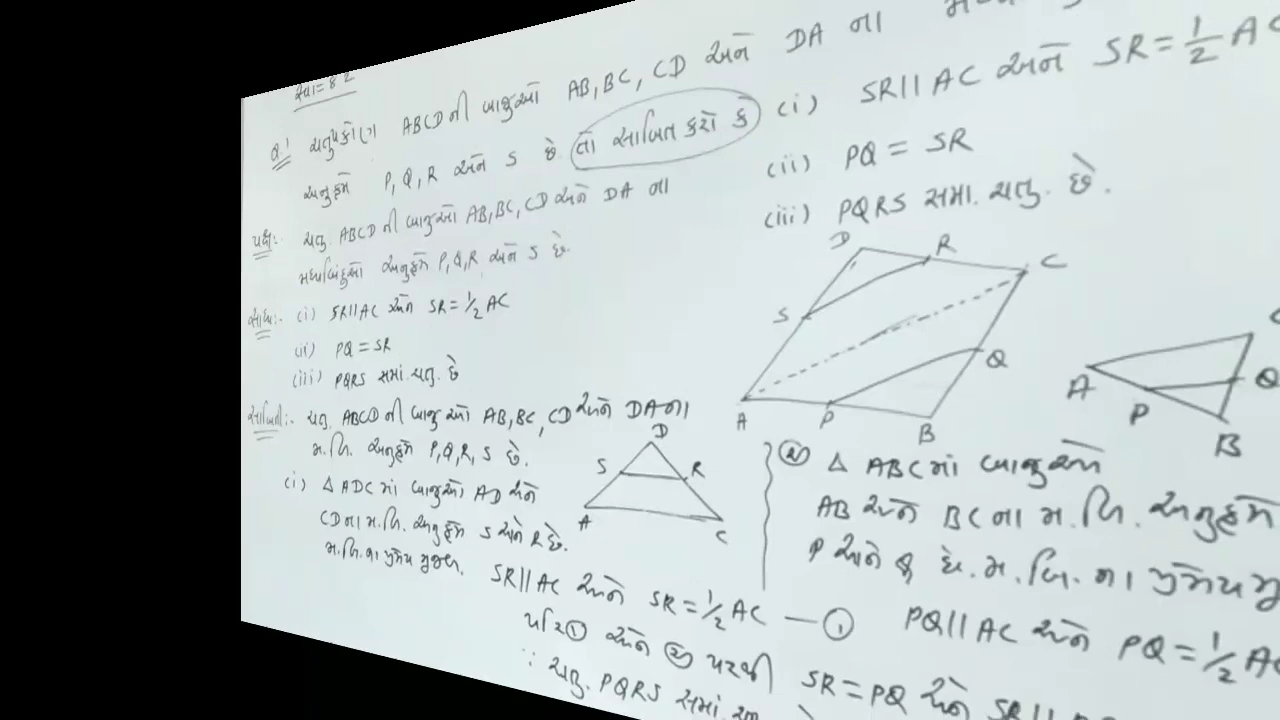 સ્વા = 8.2
Q.1 ચતુષ્કોણ ABCD ની બાજુઓ AB, BC, CD અને DA ના
અનુક્રમે P, Q, R અને S છે. તો સાબિત કરો કે
(i) SR || AC અને SR = 1/2 AC
(ii) PQ = SR
(iii) PQRS સમા. ચતુ. છે.
પક્ષ:- ચતુ. ABCD ની બાજુઓ AB, BC, CD અને DA ના
મધ્યબિંદુઓ અનુક્રમે P, Q, R અને S છે.
સાધ્ય:- (i) SR || AC અને SR = 1/2 AC
(ii) PQ = SR
(iii) PQRS સમાં. ચતુ. છે
D R C
S Q
A P B
A P Q B
સાબિતી:- ચતુ. ABCD ની બાજુઓ AB, BC, CD અને DA ના
મ.બિ. અનુક્રમે P, Q, R, S છે.
(i) △ ADC માં બાજુઓ AD અને
CD ના મ.બિ. અનુક્રમે S અને R છે.
મ.બિ. ના પ્રમેય મુજબ.
D
S R
A C
SR || AC અને SR = 1/2 AC — ①
② △ ABC માં બાજુઓ
AB અને BC ના મ.બિ. અનુક્રમે
P અને Q છે. મ.બિ. ના પ્રમેય મુ
PQ || AC અને PQ = 1/2 AC
પરિ ① અને ② પરથી SR = PQ અને SR ||
∴ ચતુ. PQRS સમાં.